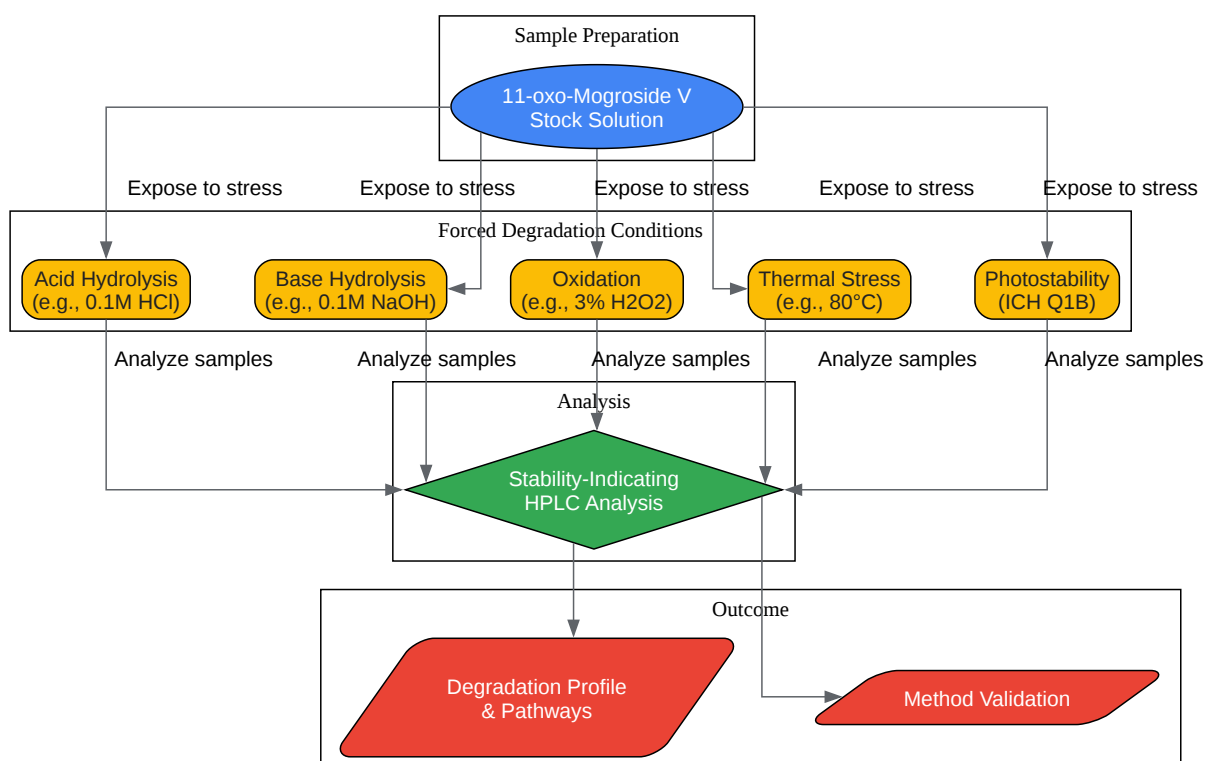 Sample Preparation
11-oxo-Mogroside V
Stock Solution
Expose to stress
Expose to stress
Expose to stress
Expose to stress
Expose to stress
Forced Degradation Conditions
Acid Hydrolysis
(e.g., 0.1M HCl)
Base Hydrolysis
(e.g., 0.1M NaOH)
Oxidation
(e.g., 3% H2O2)
Thermal Stress
(e.g., 80°C)
Photostability
(ICH Q1B)
Analyze samples
Analyze samples
Analyze samples
Analyze samples
Analyze samples
Analysis
Stability-Indicating
HPLC Analysis
Outcome
Degradation Profile
& Pathways
Method Validation